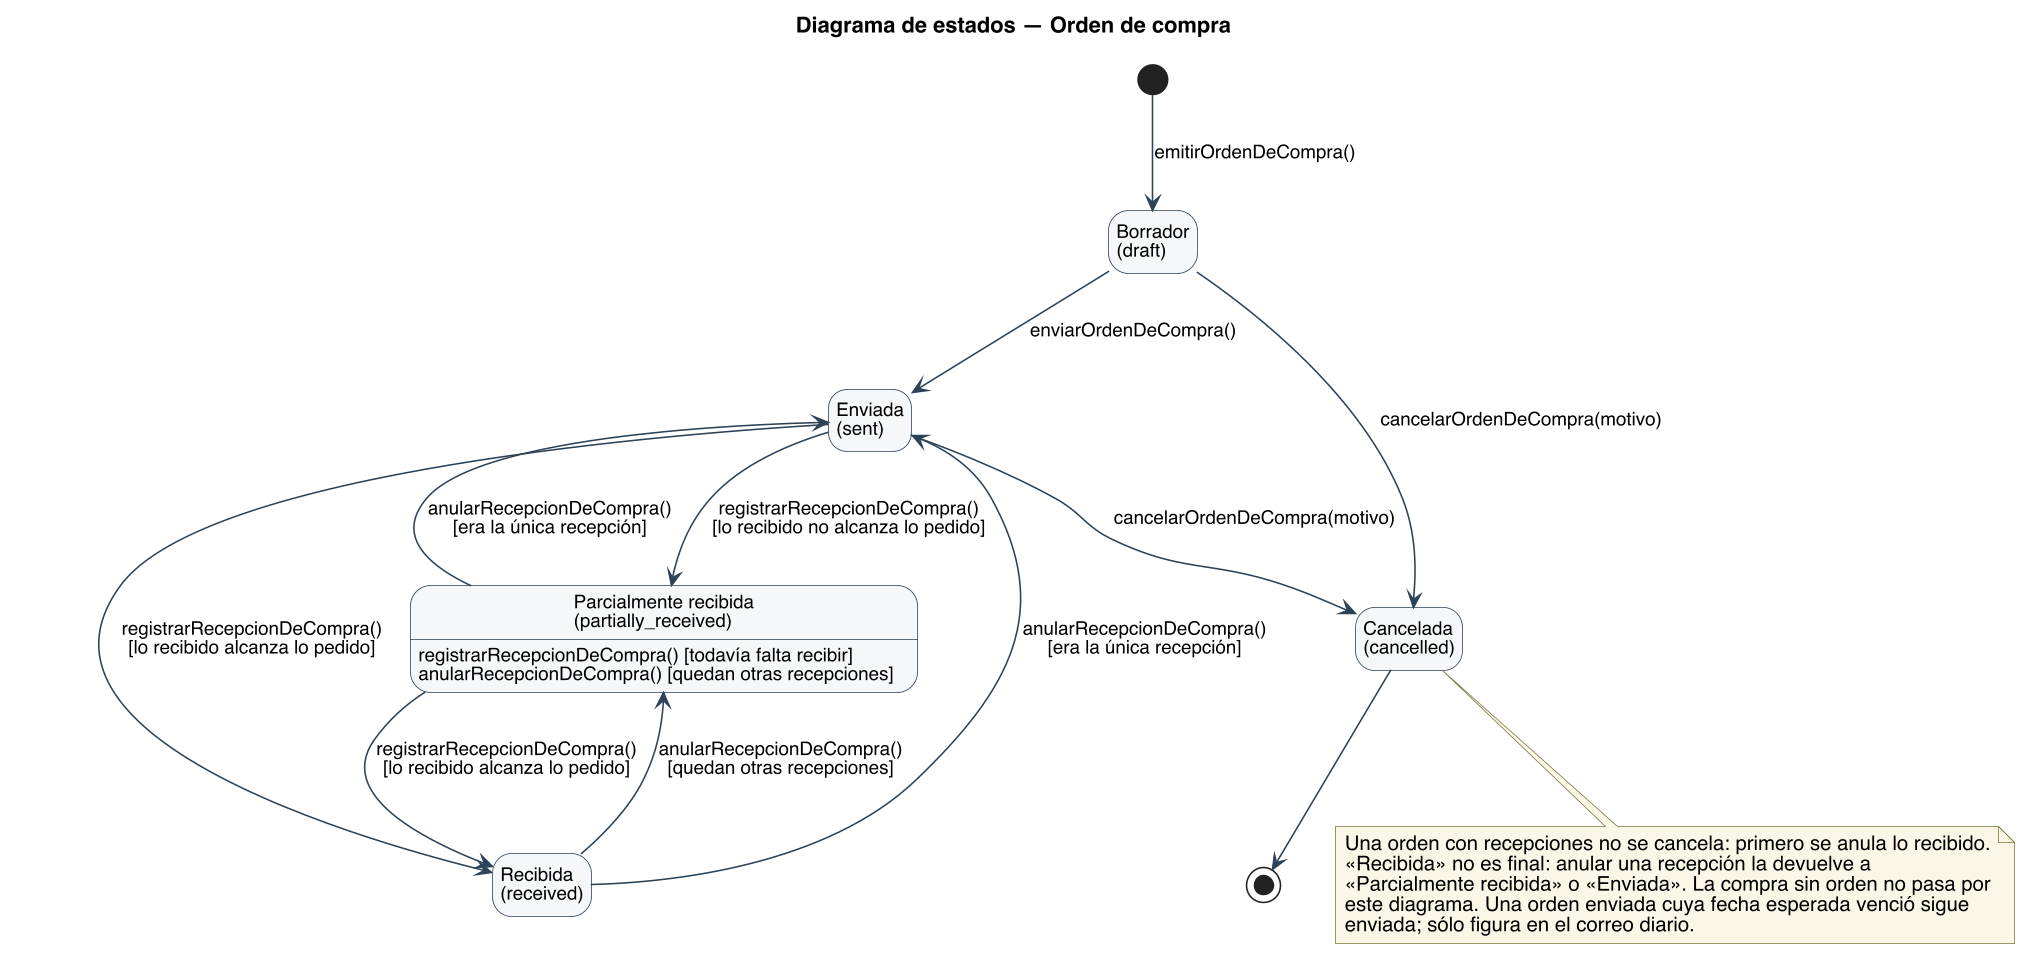 Diagrama de estados — Orden de compra
emitirOrdenDeCompra()
Borrador
(draft)
enviarOrdenDeCompra()
cancelarOrdenDeCompra(motivo)
Enviada
(sent)
anularRecepcionDeCompra()
[era la única recepción]
registrarRecepcionDeCompra()
[lo recibido no alcanza lo pedido]
cancelarOrdenDeCompra(motivo)
registrarRecepcionDeCompra()
[lo recibido alcanza lo pedido]
Parcialmente recibida
(partially_received)
registrarRecepcionDeCompra() [todavía falta recibir]
anularRecepcionDeCompra() [quedan otras recepciones]
anularRecepcionDeCompra()
[era la única recepción]
Cancelada
(cancelled)
registrarRecepcionDeCompra()
[lo recibido alcanza lo pedido]
anularRecepcionDeCompra()
[quedan otras recepciones]
Recibida
(received)
Una orden con recepciones no se cancela: primero se anula lo recibido.
«Recibida» no es final: anular una recepción la devuelve a
«Parcialmente recibida» o «Enviada». La compra sin orden no pasa por
este diagrama. Una orden enviada cuya fecha esperada venció sigue
enviada; sólo figura en el correo diario.